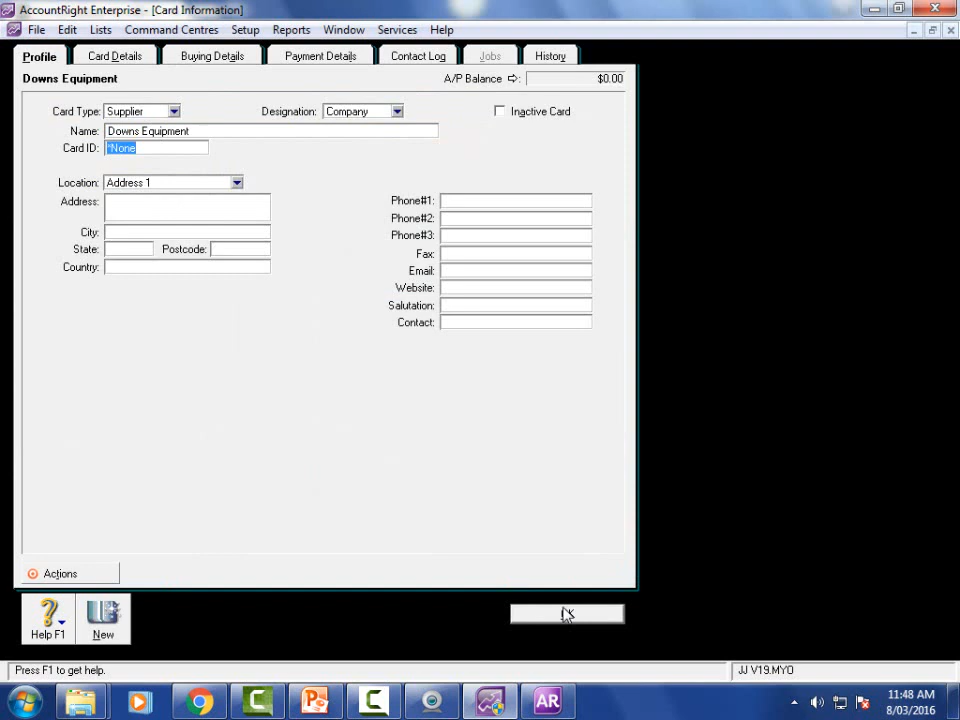 AccountRight Enterprise - [Card Information]
File Edit Lists Command Centres Setup Reports Window Services Help
Profile Card Details Buying Details Payment Details Contact Log Jobs History
Downs Equipment A/P Balance $0.00
Card Type: Supplier Designation: Company Inactive Card
Name: Downs Equipment
Card ID: *None
Location: Address 1
Address: Phone#1:
Phone#2:
City: Phone#3:
State: Postcode: Fax:
Country: Email:
Website:
Salutation:
Contact:
Actions
Help F1 New
Press F1 to get help. JJ V19.MYO
AR
11:48 AM
8/03/2016